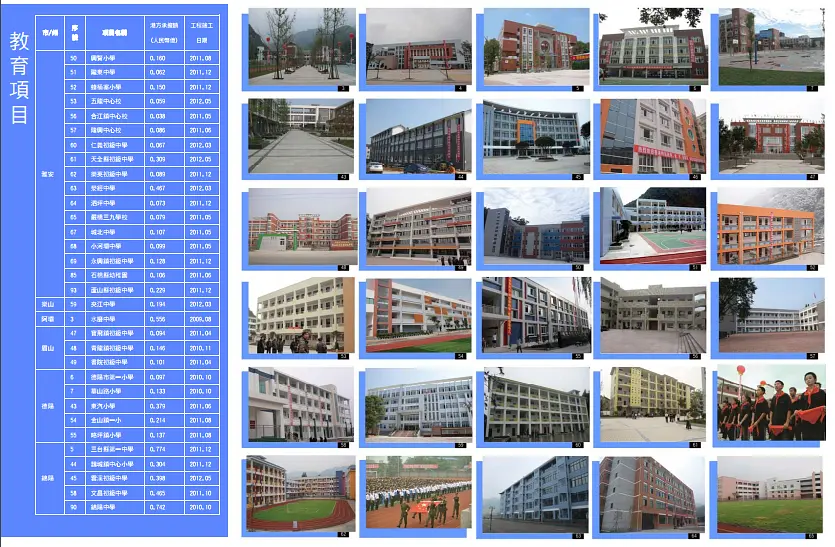 教育項目
市/州 序號 項目名稱 港方承擔額(人民幣億) 工程竣工日期
雅安
50 興賢小學 0.160 2011.08
51 龍東中學 0.062 2011.12
52 蜂桶寨小學 0.150 2011.12
53 五龍中心校 0.059 2012.05
56 合江鎮中心校 0.038 2011.05
57 隆興中心校 0.086 2011.06
60 仁義初級中學 0.067 2012.03
61 天全縣初級中學 0.309 2012.05
62 榮英初級中學 0.089 2011.12
63 滎經中學 0.467 2012.03
64 泗坪中學 0.073 2011.12
65 嚴橋三九學校 0.079 2011.05
67 城北中學 0.107 2011.05
68 小河壩中學 0.099 2011.05
69 永興鎮初級中學 0.128 2011.12
85 石棉縣幼稚園 0.106 2011.06
93 蘆山縣初級中學 0.229 2011.12
樂山
59 夾江中學 0.194 2012.03
阿壩
3 水磨中學 0.556 2009.08
眉山
47 寶飛鎮初級中學 0.094 2011.04
48 青龍鎮初級中學 0.146 2010.11
49 書院初級中學 0.101 2011.04
德陽
6 德陽市第一小學 0.097 2010.10
7 華山路小學 0.133 2010.10
43 東汽小學 0.379 2011.06
54 金山鎮一小 0.214 2011.08
55 略坪鎮小學 0.137 2011.08
綿陽
5 三台縣第一中學 0.774 2011.12
44 魏城鎮中心小學 0.304 2011.12
45 富溪初級中學 0.398 2012.05
58 文昌初級中學 0.465 2011.10
90 綿陽中學 0.742 2010.10
3 4 5 6 7
43 44 45 46 47
48 49 50 51 52
53 54 55 56 57
58 59 60 61
62 63 64 65